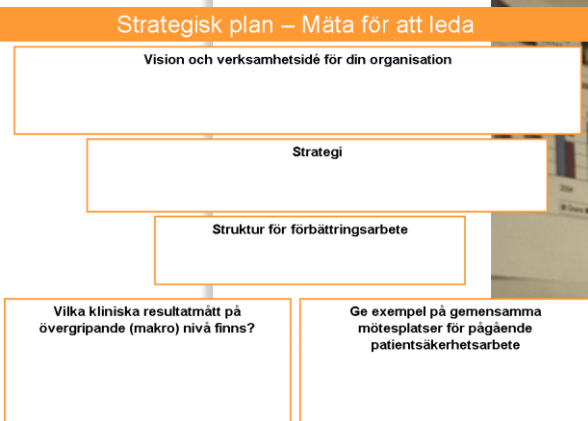 Strategisk plan – Mäta för att leda
Vision och verksamhetsidé för din organisation
Strategi
Struktur för förbättringsarbete
Vilka kliniska resultatmått på
övergripande (makro) nivå finns?
Ge exempel på gemensamma
mötesplatser för pågående
patientsäkerhetsarbete